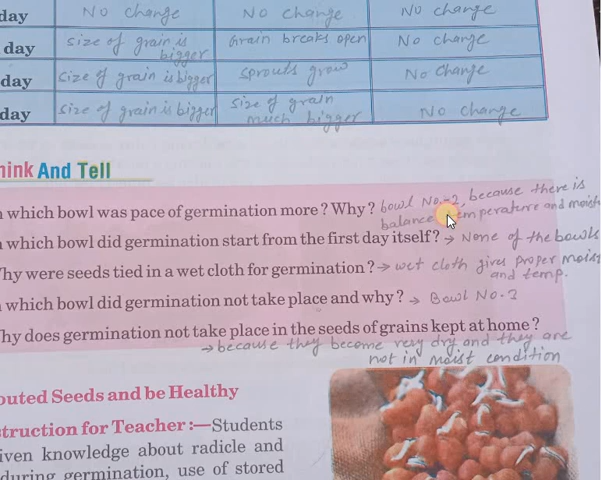 day No change No change No change
day size of grain is bigger Grain breaks open No change
day size of grain is bigger sprouts grow No change
day size of grain is bigger size of grain much bigger No change
hink And Tell
which bowl was pace of germination more? Why? bowl No.-2, because there is
balance temperature and moist
which bowl did germination start from the first day itself? → None of the bowls
hy were seeds tied in a wet cloth for germination? → wet cloth gives proper moist
and temp.
which bowl did germination not take place and why? → Bowl No.3
hy does germination not take place in the seeds of grains kept at home?
→ because they become very dry and they are
not in moist condition
outed Seeds and be Healthy
struction for Teacher :—Students
iven knowledge about radicle and
during germination, use of stored